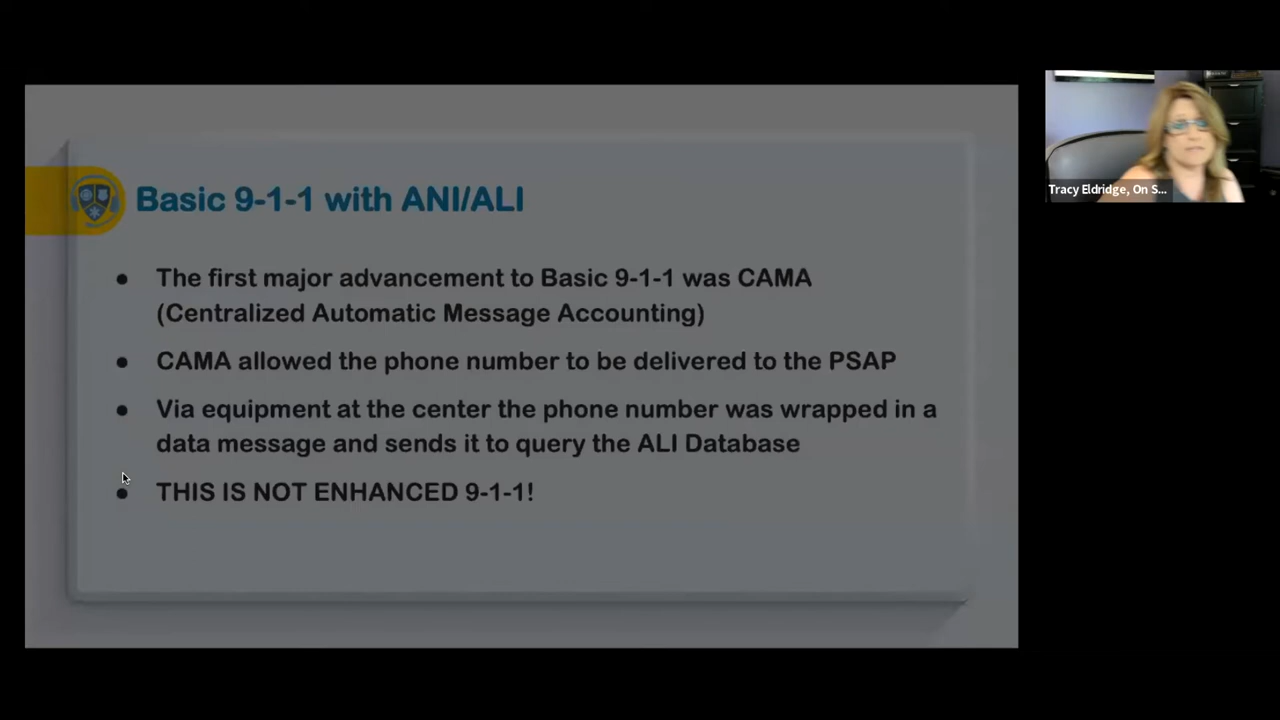 Basic 9-1-1 with ANI/ALI
● The first major advancement to Basic 9-1-1 was CAMA
(Centralized Automatic Message Accounting)
● CAMA allowed the phone number to be delivered to the PSAP
● Via equipment at the center the phone number was wrapped in a
data message and sends it to query the ALI Database
● THIS IS NOT ENHANCED 9-1-1!
Tracy Eldridge, On S...